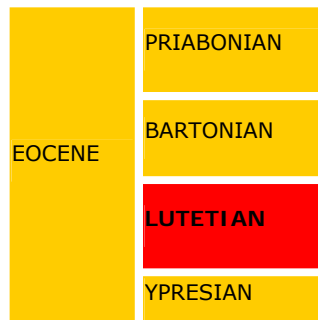 PRIABONIAN
BARTONIAN
EOCENE
LUTETIAN
YPRESIAN